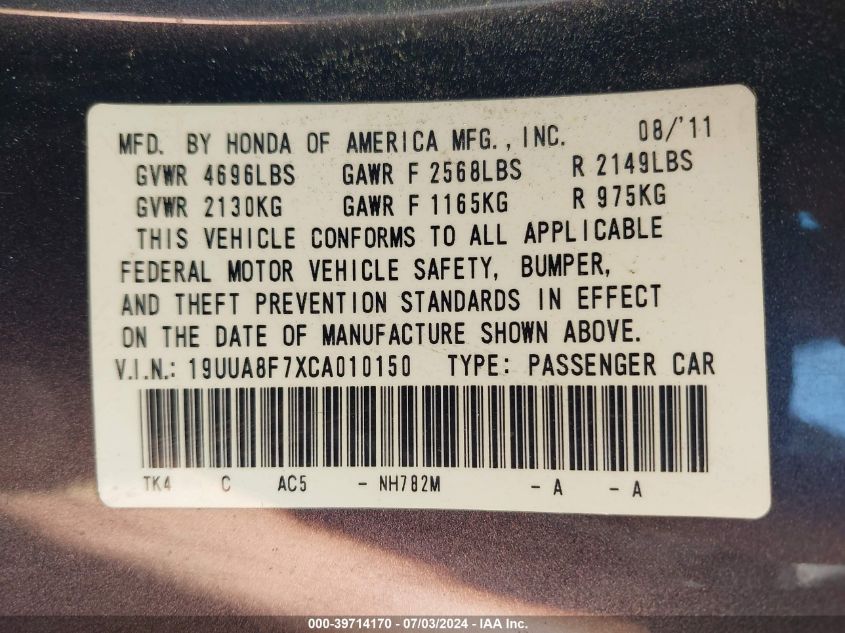 MFD. BY HONDA OF AMERICA MFG., INC. 08/'11
GVWR 4696LBS GAWR F 2568LBS R 2149LBS
GVWR 2130KG GAWR F 1165KG R 975KG
THIS VEHICLE CONFORMS TO ALL APPLICABLE
FEDERAL MOTOR VEHICLE SAFETY, BUMPER,
AND THEFT PREVENTION STANDARDS IN EFFECT
ON THE DATE OF MANUFACTURE SHOWN ABOVE.
V.I.N.: 19UUA8F7XCA010150 TYPE: PASSENGER CAR
TK4 C AC5 - NH782M - A - A
000-39714170 - 07/03/2024 - IAA Inc.